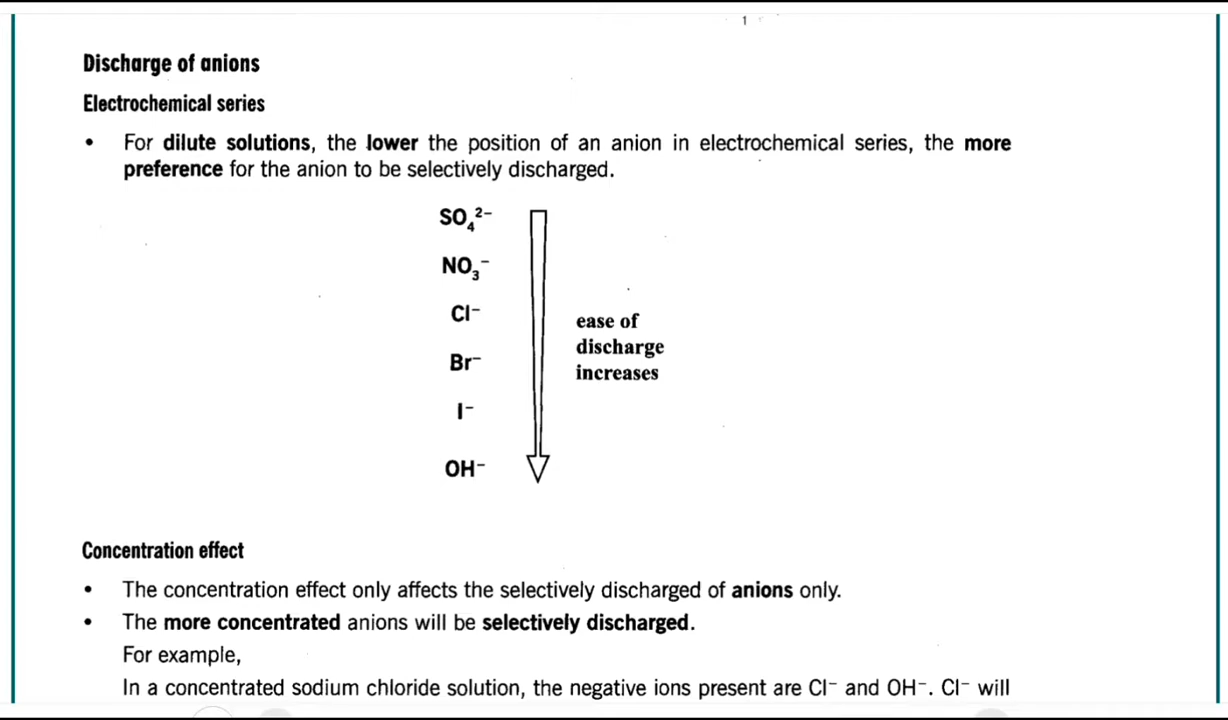 1
Discharge of anions
Electrochemical series
• For dilute solutions, the lower the position of an anion in electrochemical series, the more
preference for the anion to be selectively discharged.
SO₄²⁻
NO₃⁻
Cl⁻
ease of
discharge
increases
Br⁻
I⁻
OH⁻
Concentration effect
• The concentration effect only affects the selectively discharged of anions only.
• The more concentrated anions will be selectively discharged.
For example,
In a concentrated sodium chloride solution, the negative ions present are Cl⁻ and OH⁻. Cl⁻ will